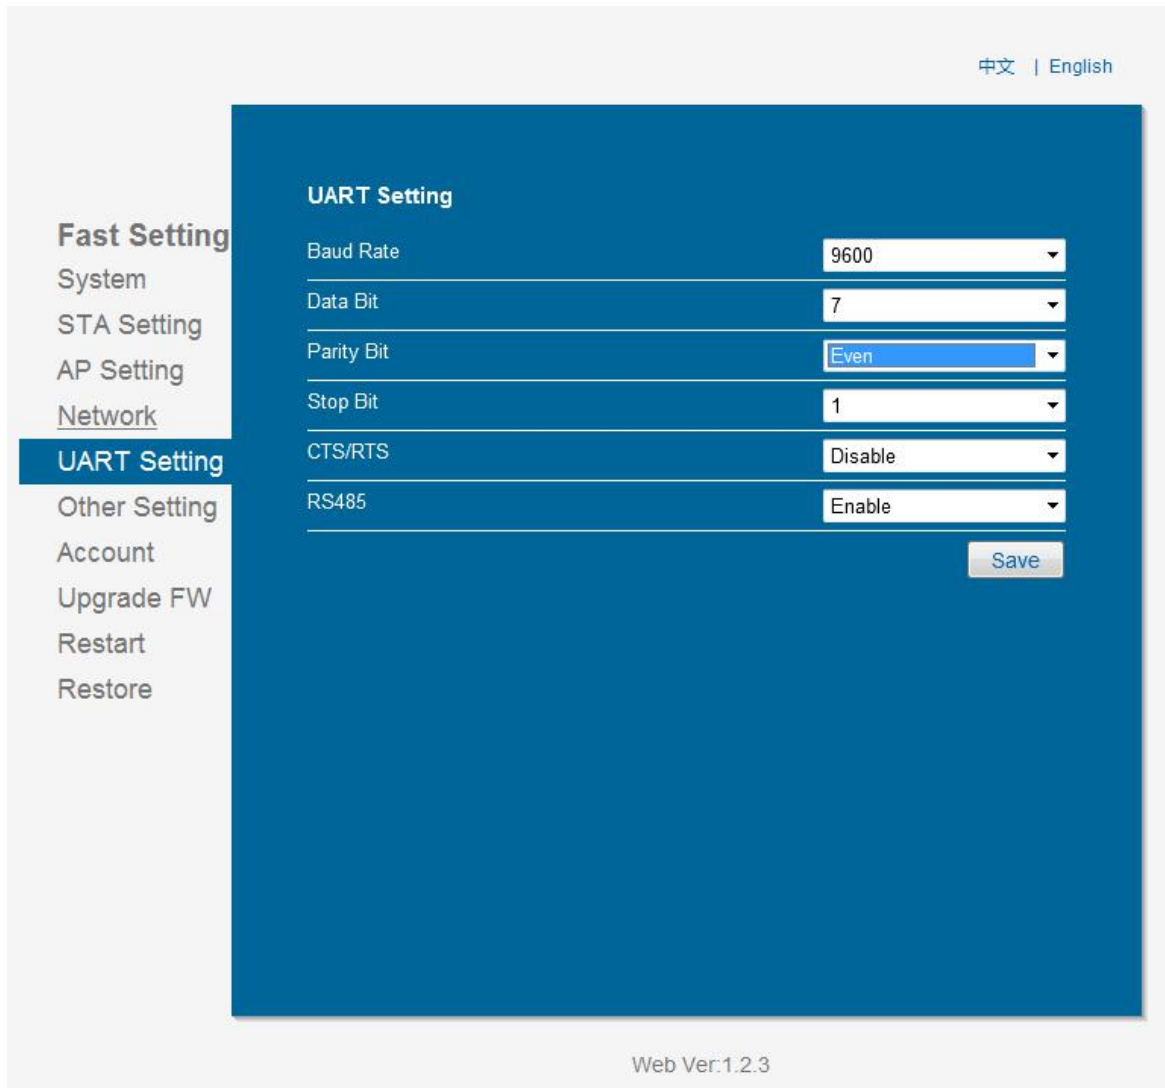 中文 | English
Fast Setting
System
STA Setting
AP Setting
Network
UART Setting
Other Setting
Account
Upgrade FW
Restart
Restore
UART Setting
Baud Rate 9600
Data Bit 7
Parity Bit Even
Stop Bit 1
CTS/RTS Disable
RS485 Enable
Save
Web Ver:1.2.3